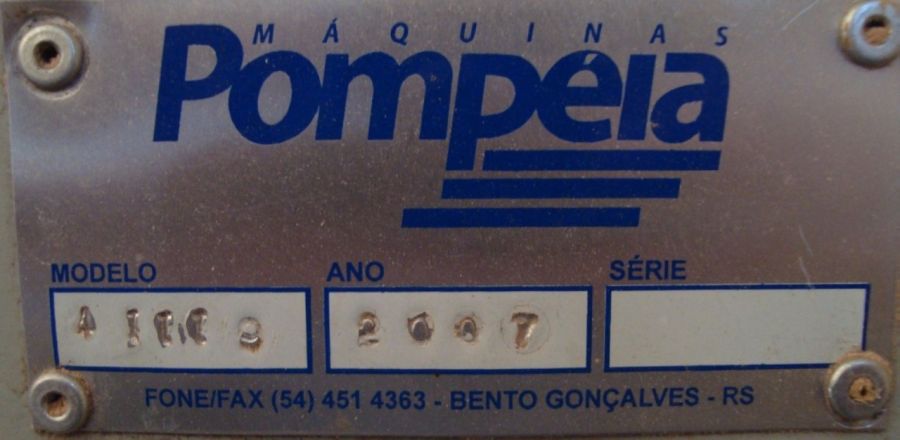 MÁQUINAS
Pompéia
MODELO ANO SÉRIE
2007
FONE/FAX (54) 451 4363 - BENTO GONÇALVES - RS